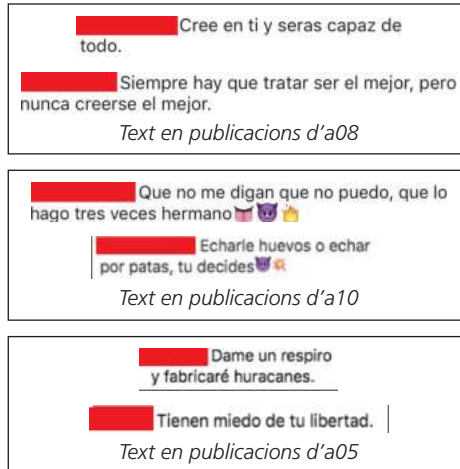 Cree en ti y seras capaz de
todo.
Siempre hay que tratar ser el mejor, pero
nunca creerse el mejor.
Text en publicacions d’a08
Que no me digan que no puedo, que lo
hago tres veces hermano👅😈🔥
Echarle huevos o echar
por patas, tu decides😈💥
Text en publicacions d’a10
Dame un respiro
y fabricaré huracanes.
Tienen miedo de tu libertad.
Text en publicacions d’a05